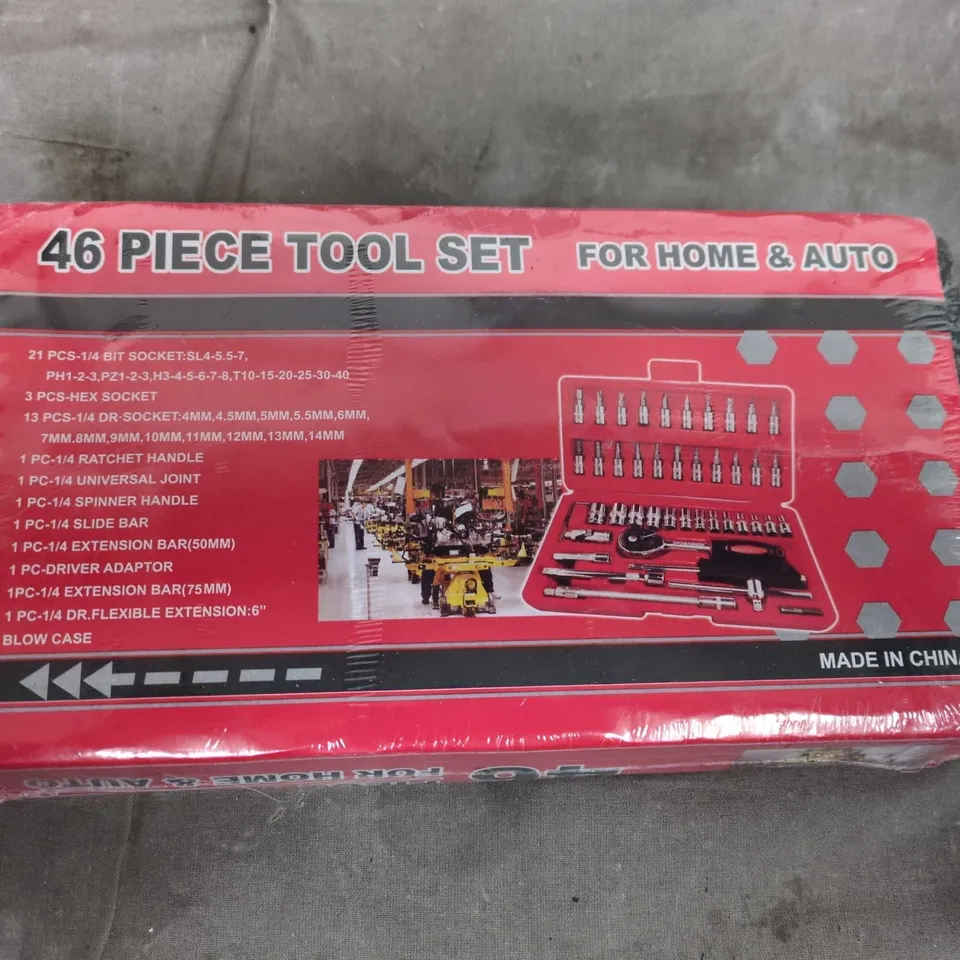 46 PIECE TOOL SET FOR HOME & AUTO
21 PCS-1/4 BIT SOCKET:SL4-5.5-7,
PH1-2-3,PZ1-2-3,H3-4-5-6-7-8,T10-15-20-25-30-40
3 PCS-HEX SOCKET
13 PCS-1/4 DR·SOCKET:4MM,4.5MM,5MM,5.5MM,6MM,
7MM.8MM,9MM,10MM,11MM,12MM,13MM,14MM
1 PC-1/4 RATCHET HANDLE
1 PC-1/4 UNIVERSAL JOINT
1 PC-1/4 SPINNER HANDLE
1 PC-1/4 SLIDE BAR
1 PC-1/4 EXTENSION BAR(50MM)
1 PC-DRIVER ADAPTOR
1PC-1/4 EXTENSION BAR(75MM)
1 PC-1/4 DR.FLEXIBLE EXTENSION:6”
BLOW CASE
MADE IN CHINA
FOR HOME & AUTO